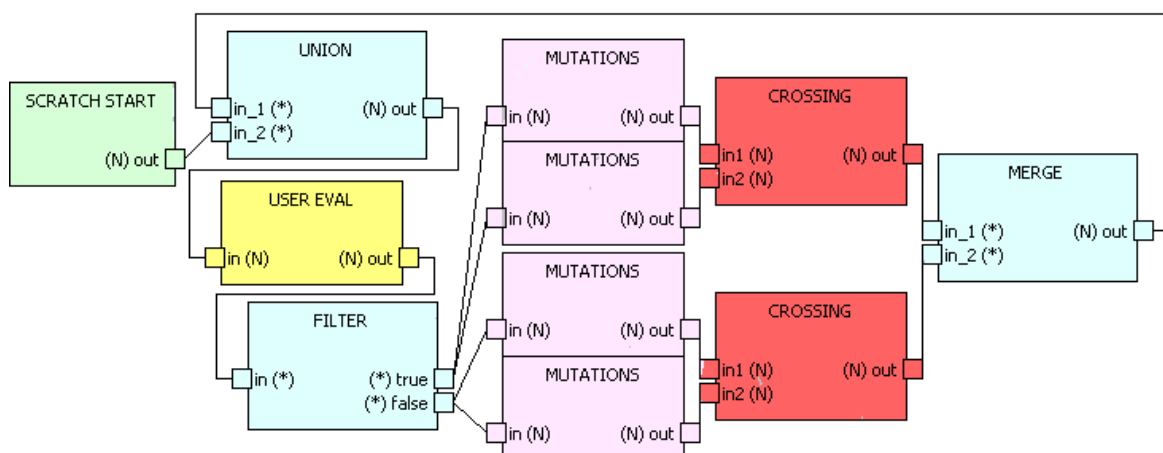 UNION
in_1 (*) (N) out
in_2 (*)
SCRATCH START
(N) out
USER EVAL
in (N) (N) out
FILTER
in (*) (*) true
(*) false
MUTATIONS
in (N) (N) out
MUTATIONS
in (N) (N) out
MUTATIONS
in (N) (N) out
MUTATIONS
in (N) (N) out
CROSSING
in1 (N) (N) out
in2 (N)
CROSSING
in1 (N) (N) out
in2 (N)
MERGE
in_1 (*) (N) out
in_2 (*)